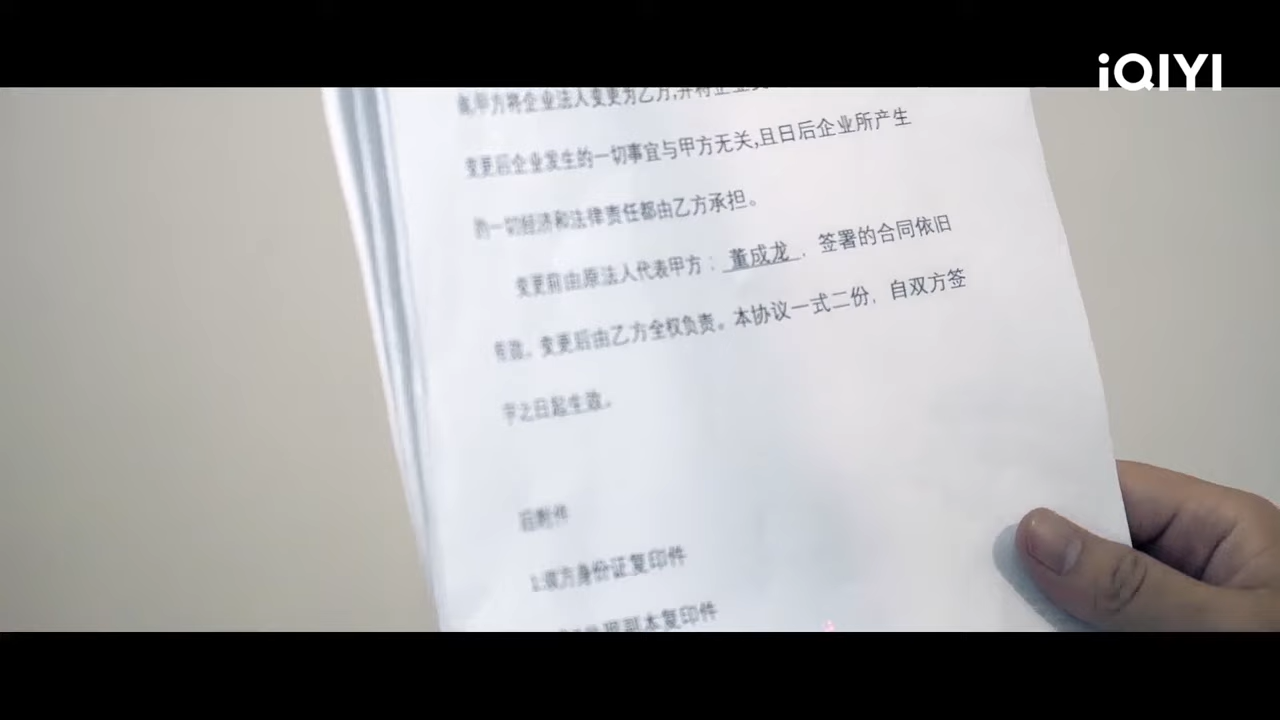 iQIYI
甲方将企业法人变更为乙方,并将企业
变更后企业发生的一切事宜与甲方无关,且日后企业所产生
的一切经济和法律责任都由乙方承担。
变更前由原法人代表甲方：董成龙、签署的合同依旧
有效。变更后由乙方全权负责。本协议一式二份，自双方签
字之日起生效。
后附件
1.双方身份证复印件
副本复印件